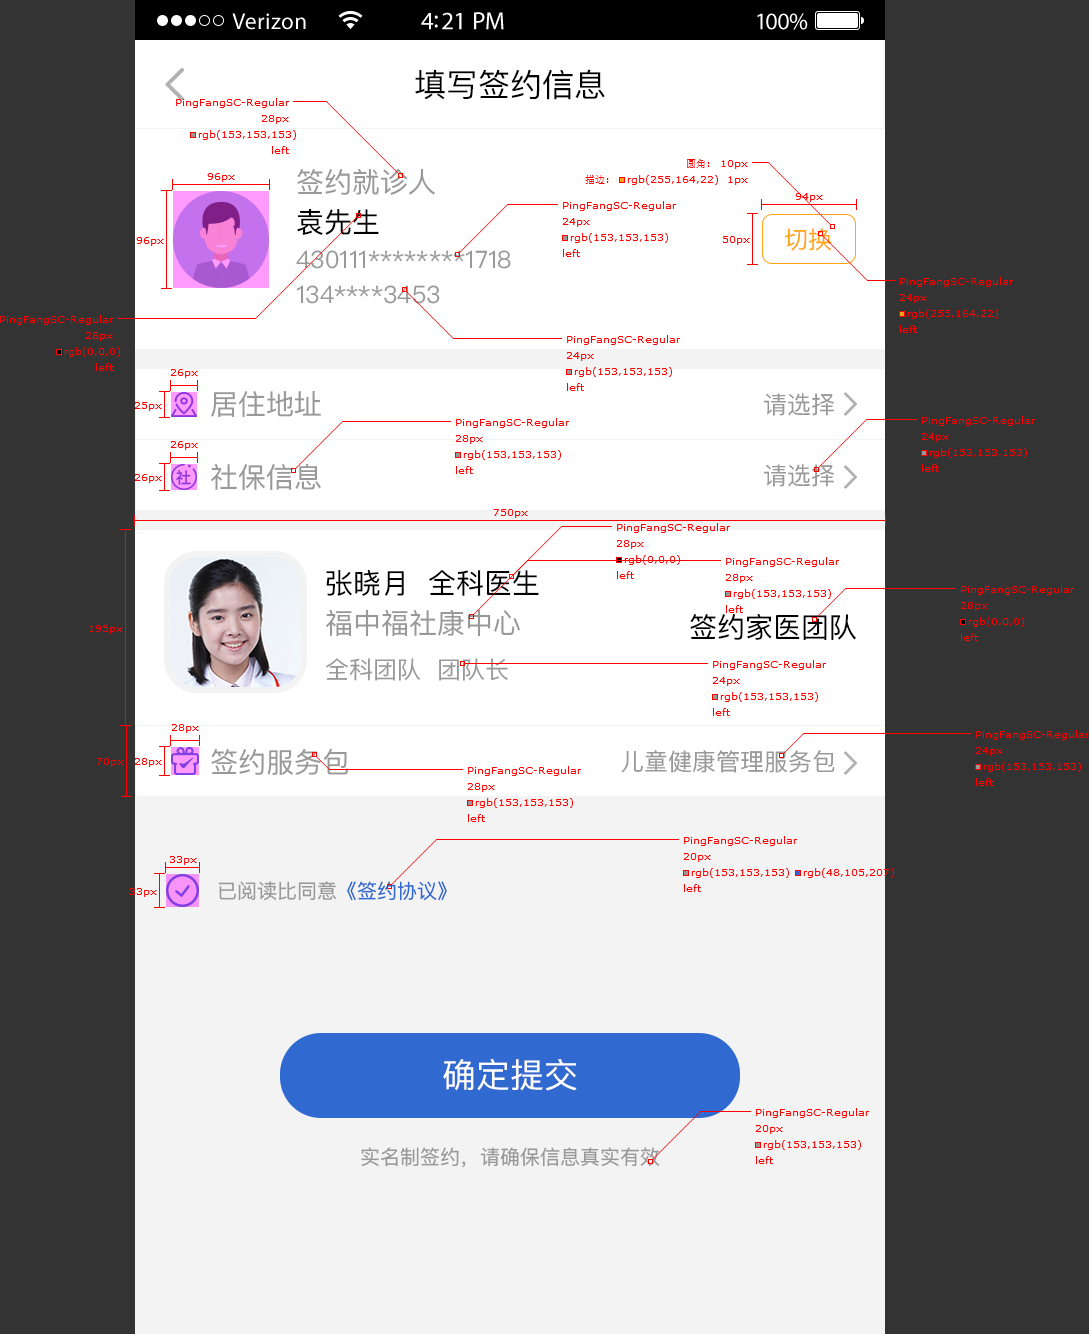 Verizon 4:21 PM 100%
填写签约信息
PingFangSC-Regular
28px
rgb(153,153,153)
left
签约就诊人
圆角: 10px
描边: rgb(255,164,22) 1px
96px
94px
袁先生
PingFangSC-Regular
24px
rgb(153,153,153)
left
96px
50px
切换
430111********1718
134****3453
PingFangSC-Regular
24px
rgb(255,164,22)
left
PingFangSC-Regular
28px
rgb(0,0,0)
left
PingFangSC-Regular
24px
rgb(153,153,153)
left
26px
25px
居住地址
请选择
PingFangSC-Regular
28px
rgb(153,153,153)
left
PingFangSC-Regular
24px
rgb(153,153,153)
left
26px
26px
社
社保信息
请选择
750px
PingFangSC-Regular
28px
rgb(0,0,0)
left
PingFangSC-Regular
28px
rgb(153,153,153)
left
张晓月 全科医生
PingFangSC-Regular
28px
rgb(0,0,0)
left
福中福社康中心
签约家医团队
195px
全科团队 团队长
PingFangSC-Regular
24px
rgb(153,153,153)
left
28px
70px
28px
签约服务包
儿童健康管理服务包
PingFangSC-Regular
24px
rgb(153,153,153)
left
PingFangSC-Regular
28px
rgb(153,153,153)
left
PingFangSC-Regular
20px
rgb(153,153,153) rgb(48,105,207)
left
33px
33px
已阅读比同意《签约协议》
确定提交
PingFangSC-Regular
20px
rgb(153,153,153)
left
实名制签约，请确保信息真实有效